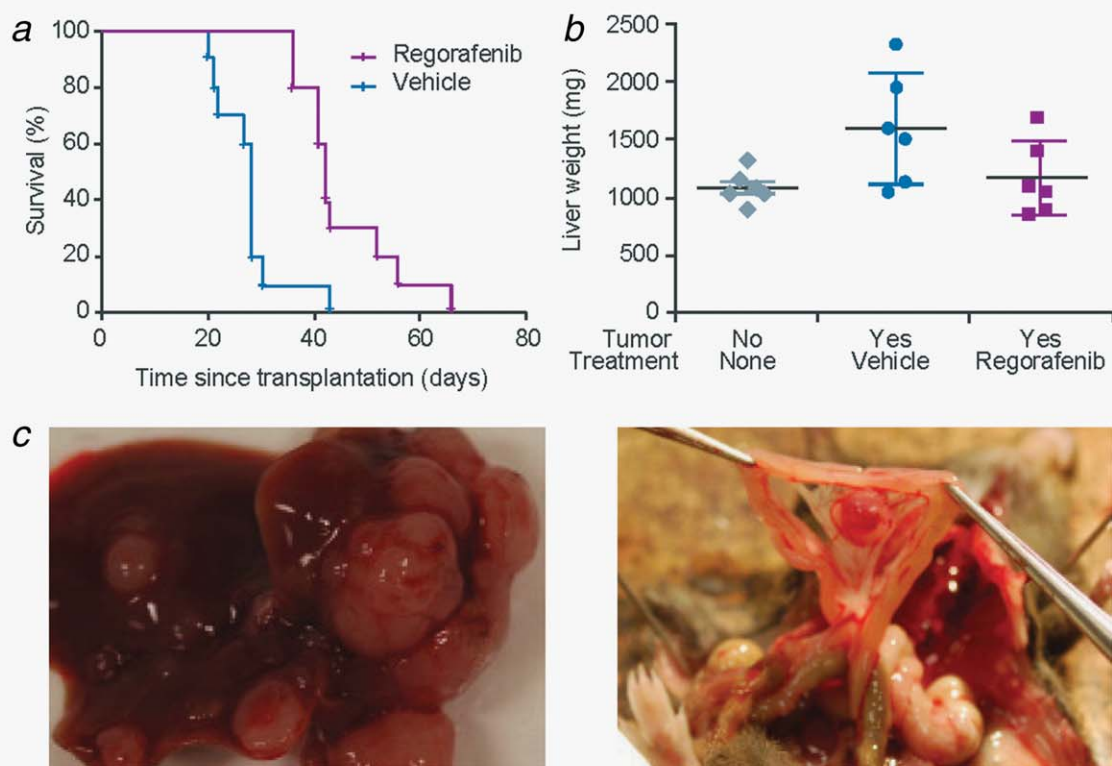 a
100
80
60
40
20
0
Survival (%)
Regorafenib
Vehicle
0 20 40 60 80
Time since transplantation (days)
b
2500
2000
1500
1000
500
0
Liver weight (mg)
Tumor No Yes Yes
Treatment None Vehicle Regorafenib
c